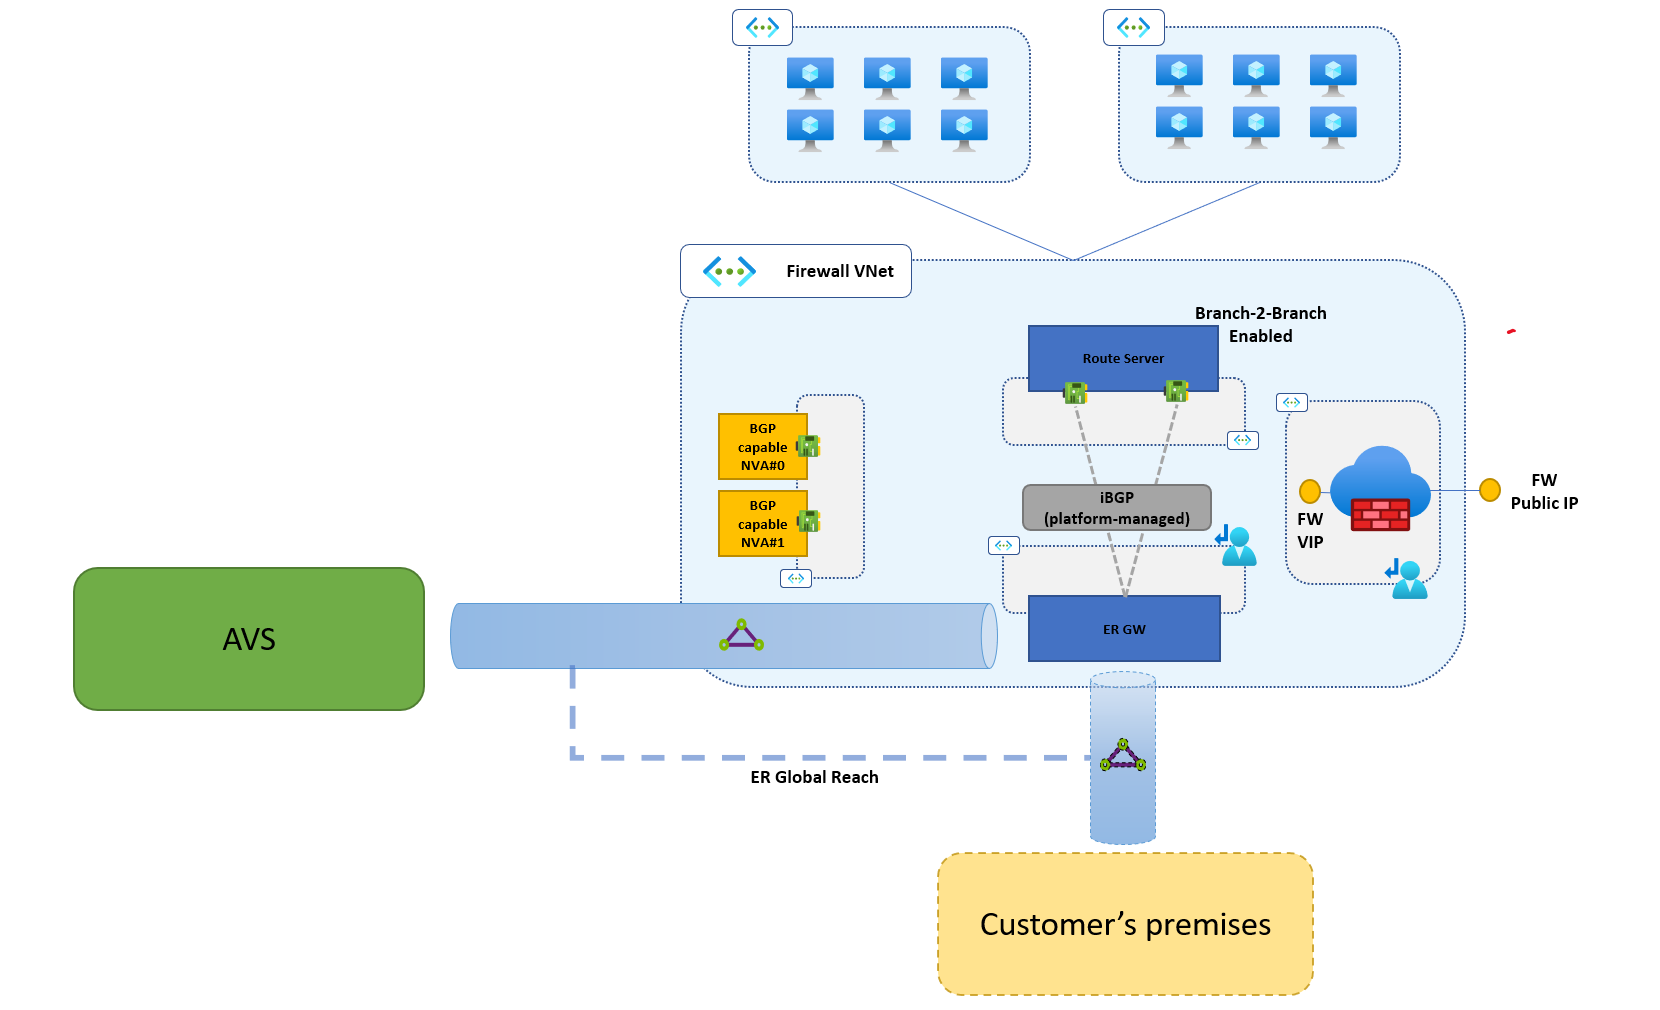 Firewall VNet
Branch-2-Branch
Enabled
Route Server
BGP
capable
NVA#0
BGP
capable
NVA#1
iBGP
(platform-managed)
FW
VIP
FW
Public IP
ER GW
AVS
ER Global Reach
Customer’s premises